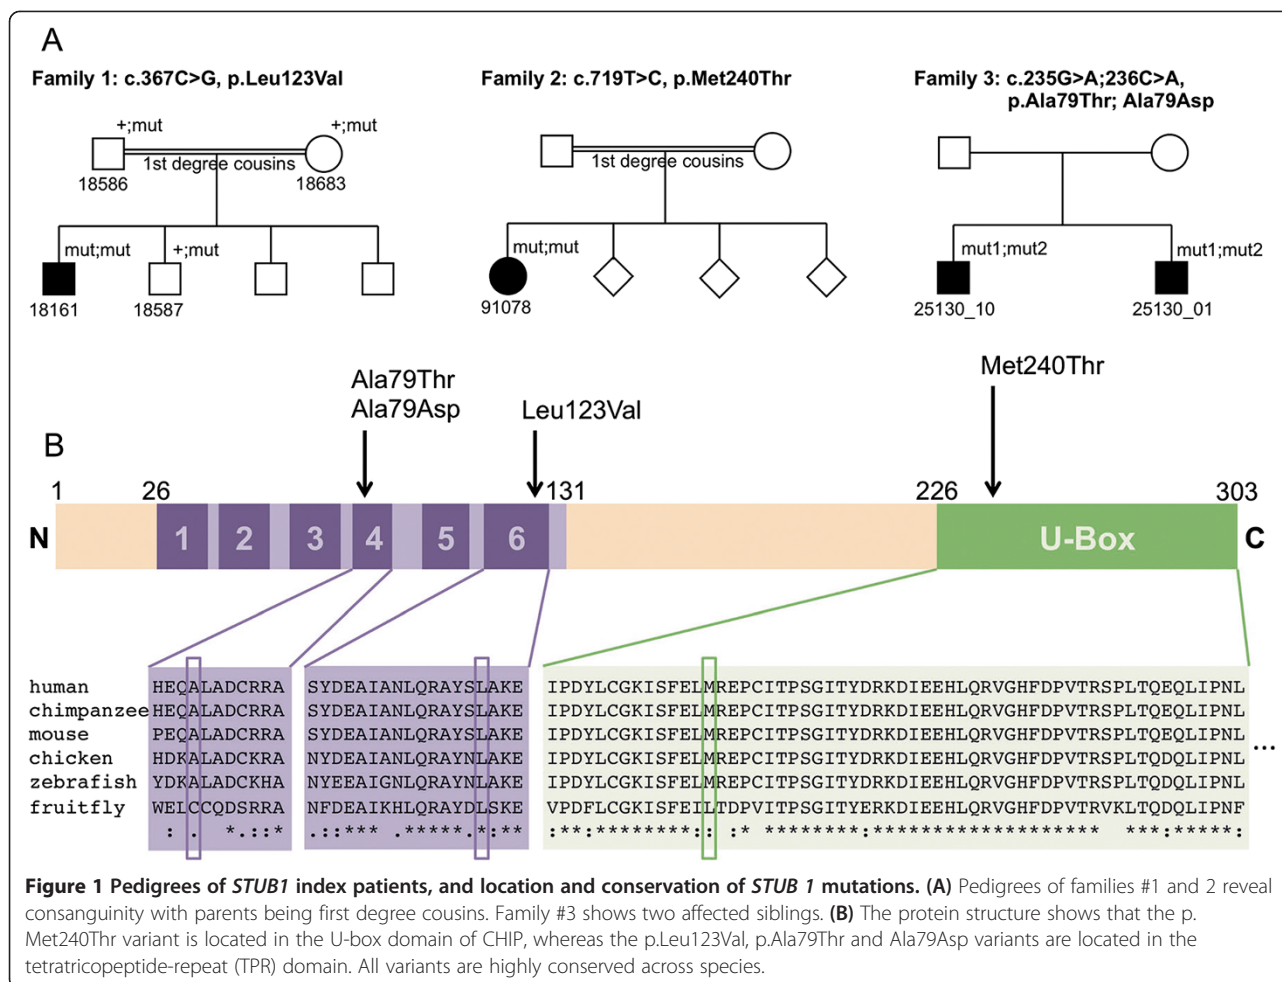 A
Family 1: c.367C>G, p.Leu123Val
Family 2: c.719T>C, p.Met240Thr
Family 3: c.235G>A;236C>A,
p.Ala79Thr; Ala79Asp
+;mut
+;mut
1st degree cousins
1st degree cousins
18586
18683
mut;mut
+;mut
mut;mut
mut1;mut2
mut1;mut2
18161
18587
91078
25130_10
25130_01
Ala79Thr
Ala79Asp
Leu123Val
Met240Thr
B
1
26
131
226
303
N
1
2
3
4
5
6
U-Box
C
human HEQALADCRRA SYDEAIANLQRAYSLAKE IPDYLCGKISFELMREPCITPSGITYDRKDIEEHLQRVGHFDPVTRSPLTQEQLIPNL
chimpanzee HEQALADCRRA SYDEAIANLQRAYSLAKE IPDYLCGKISFELMREPCITPSGITYDRKDIEEHLQRVGHFDPVTRSPLTQEQLIPNL
mouse PEQALADCRRA SYDEAIANLQRAYSLAKE IPDYLCGKISFELMREPCITPSGITYDRKDIEEHLQRVGHFDPVTRSPLTQEQLIPNL
...
chicken HDKALADCRRA NYDEAIANLQRAYNLAKE IPDYLCGKISFELMREPCITPSGITYDRKDIEEHLQRVGHFDPVTRSPLTQDQLIPNL
zebrafish YDKALADCKHA NYEEAIGNLQRAYNLAKE IPDYLCGKISFELMREPCITPSGITYDRKDIEEHLQRVGHFDPVTRSPLTQDQLIPNL
fruitfly WELCCQDSRRA NFDEAIKHLQRAYDLSKE VPDFLCGKISFEILTDPVITPSGITYERKDIEEHLQRVGHFDPVTRVKLTQDQLIPNF
: . *.::* .::*** .*****.*:** :**:********:: :* *********:******************** ***:*****:
Figure 1 Pedigrees of STUB1 index patients, and location and conservation of STUB 1 mutations. (A) Pedigrees of families #1 and 2 reveal
consanguinity with parents being first degree cousins. Family #3 shows two affected siblings. (B) The protein structure shows that the p.
Met240Thr variant is located in the U-box domain of CHIP, whereas the p.Leu123Val, p.Ala79Thr and Ala79Asp variants are located in the
tetratricopeptide-repeat (TPR) domain. All variants are highly conserved across species.